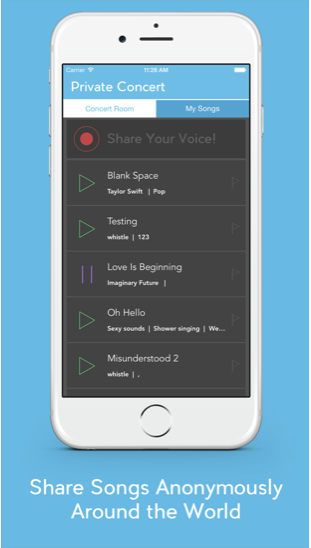 Carrier 11:25 AM
Private Concert
Concert Room My Songs
Share Your Voice!
Blank Space
Taylor Swift | Pop
Testing
whistle | 123
Love Is Beginning
Imaginary Future |
Oh Hello
Sexy sounds | Shower singing | We...
Misunderstood 2
whistle | .
Share Songs Anonymously
Around the World